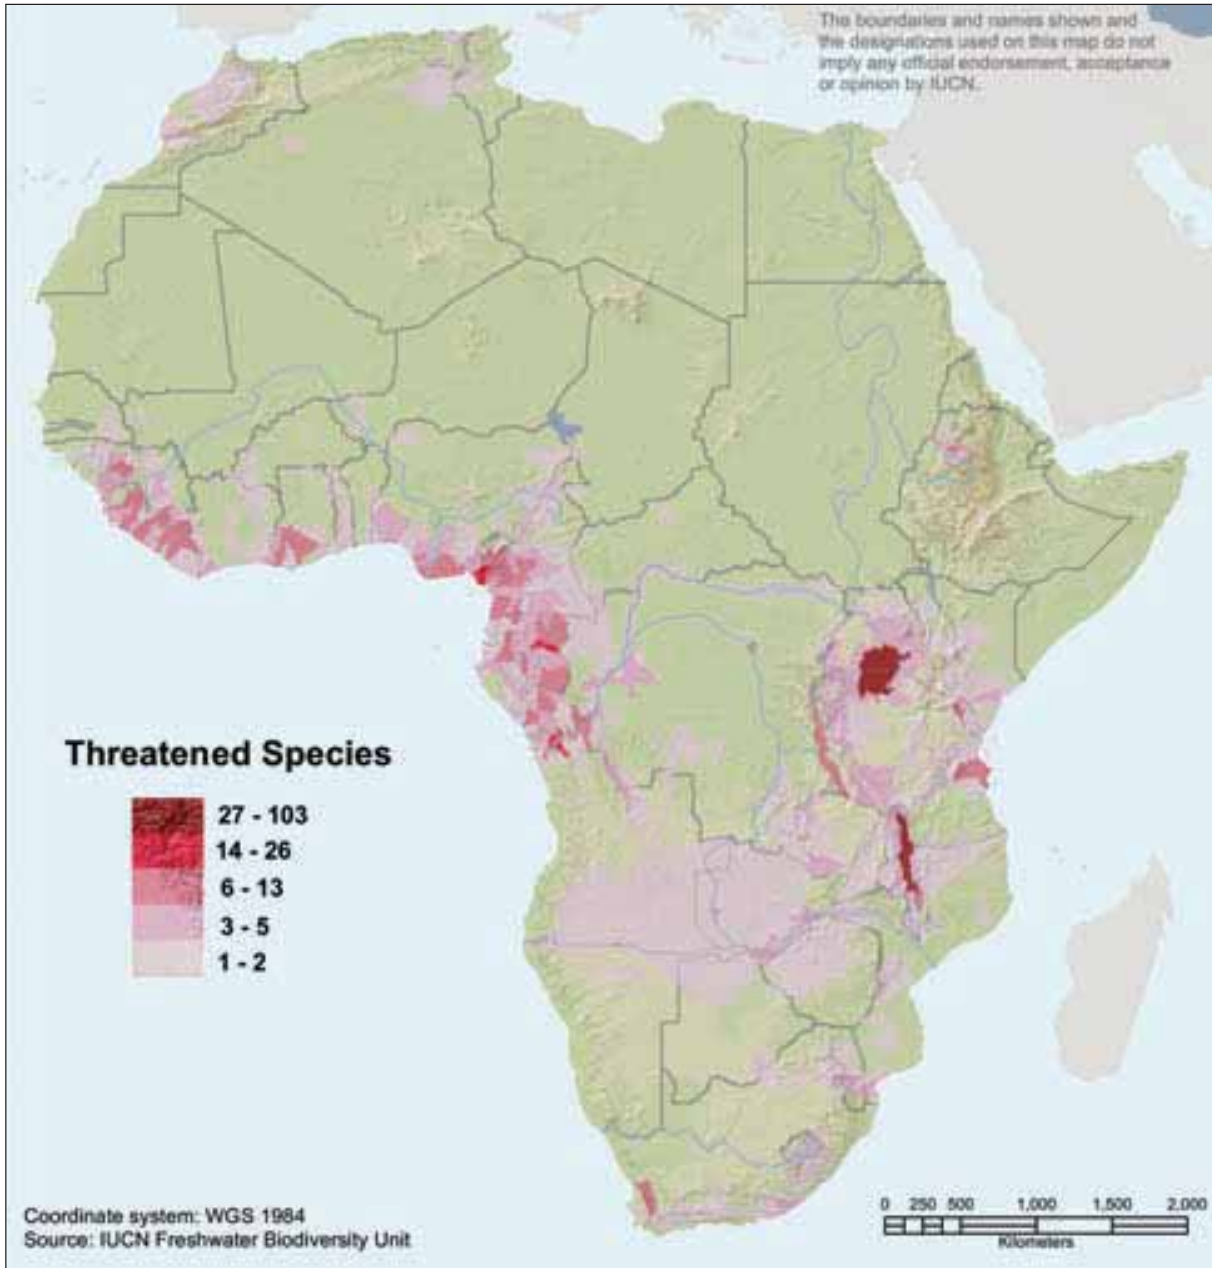 The boundaries and names shown and
the designations used on this map do not
imply any official endorsement, acceptance
or opinion by IUCN.
Threatened Species
27 - 103
14 - 26
6 - 13
3 - 5
1 - 2
Coordinate system: WGS 1984
Source: IUCN Freshwater Biodiversity Unit
0 250 500 1,000 1,500 2,000
Kilometers